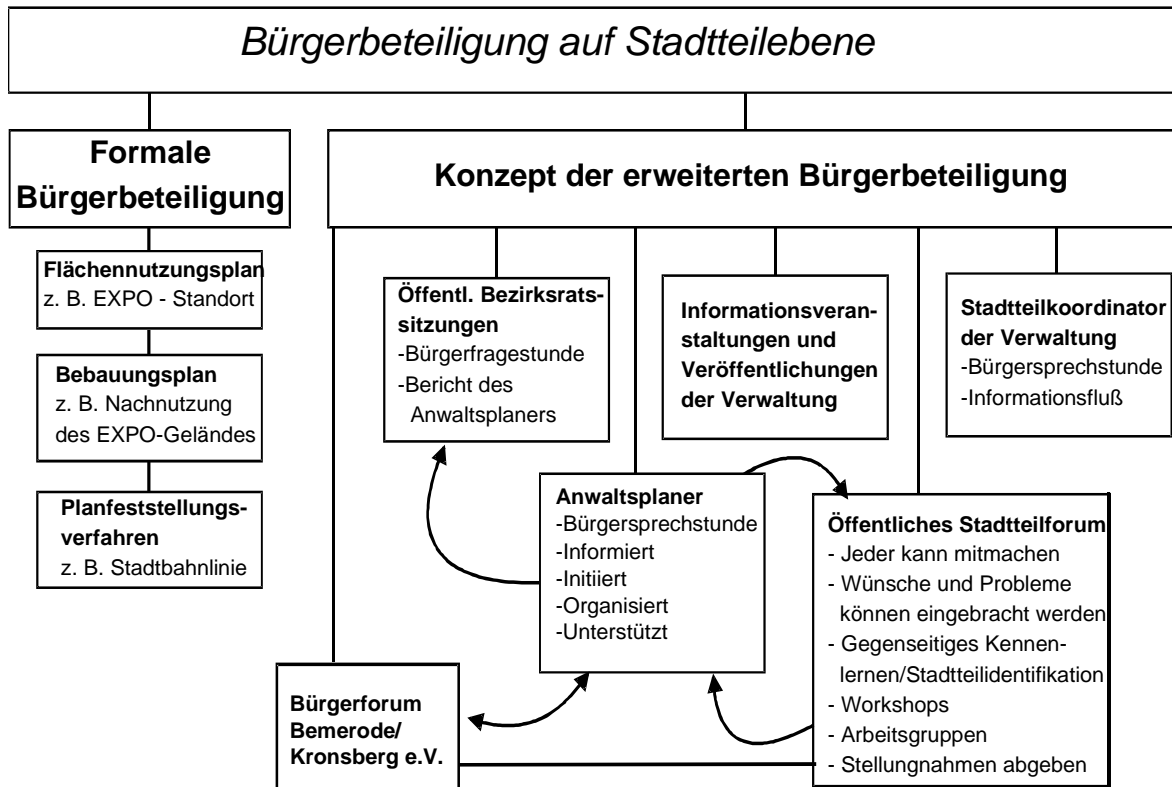 Bürgerbeteiligung auf Stadtteilebene
Formale
Bürgerbeteiligung
Flächennutzungsplan
z. B. EXPO - Standort
Bebauungsplan
z. B. Nachnutzung
des EXPO-Geländes
Planfeststellungs-
verfahren
z. B. Stadtbahnlinie
Konzept der erweiterten Bürgerbeteiligung
Öffentl. Bezirksrats-
sitzungen
-Bürgerfragestunde
-Bericht des
Anwaltsplaners
Informationsveran-
staltungen und
Veröffentlichungen
der Verwaltung
Stadtteilkoordinator
der Verwaltung
-Bürgersprechstunde
-Informationsfluß
Anwaltsplaner
-Bürgersprechstunde
-Informiert
-Initiiert
-Organisiert
-Unterstützt
Öffentliches Stadtteilforum
- Jeder kann mitmachen
- Wünsche und Probleme
können eingebracht werden
- Gegenseitiges Kennen-
lernen/Stadtteilidentifikation
- Workshops
- Arbeitsgruppen
- Stellungnahmen abgeben
Bürgerforum
Bemerode/
Kronsberg e.V.